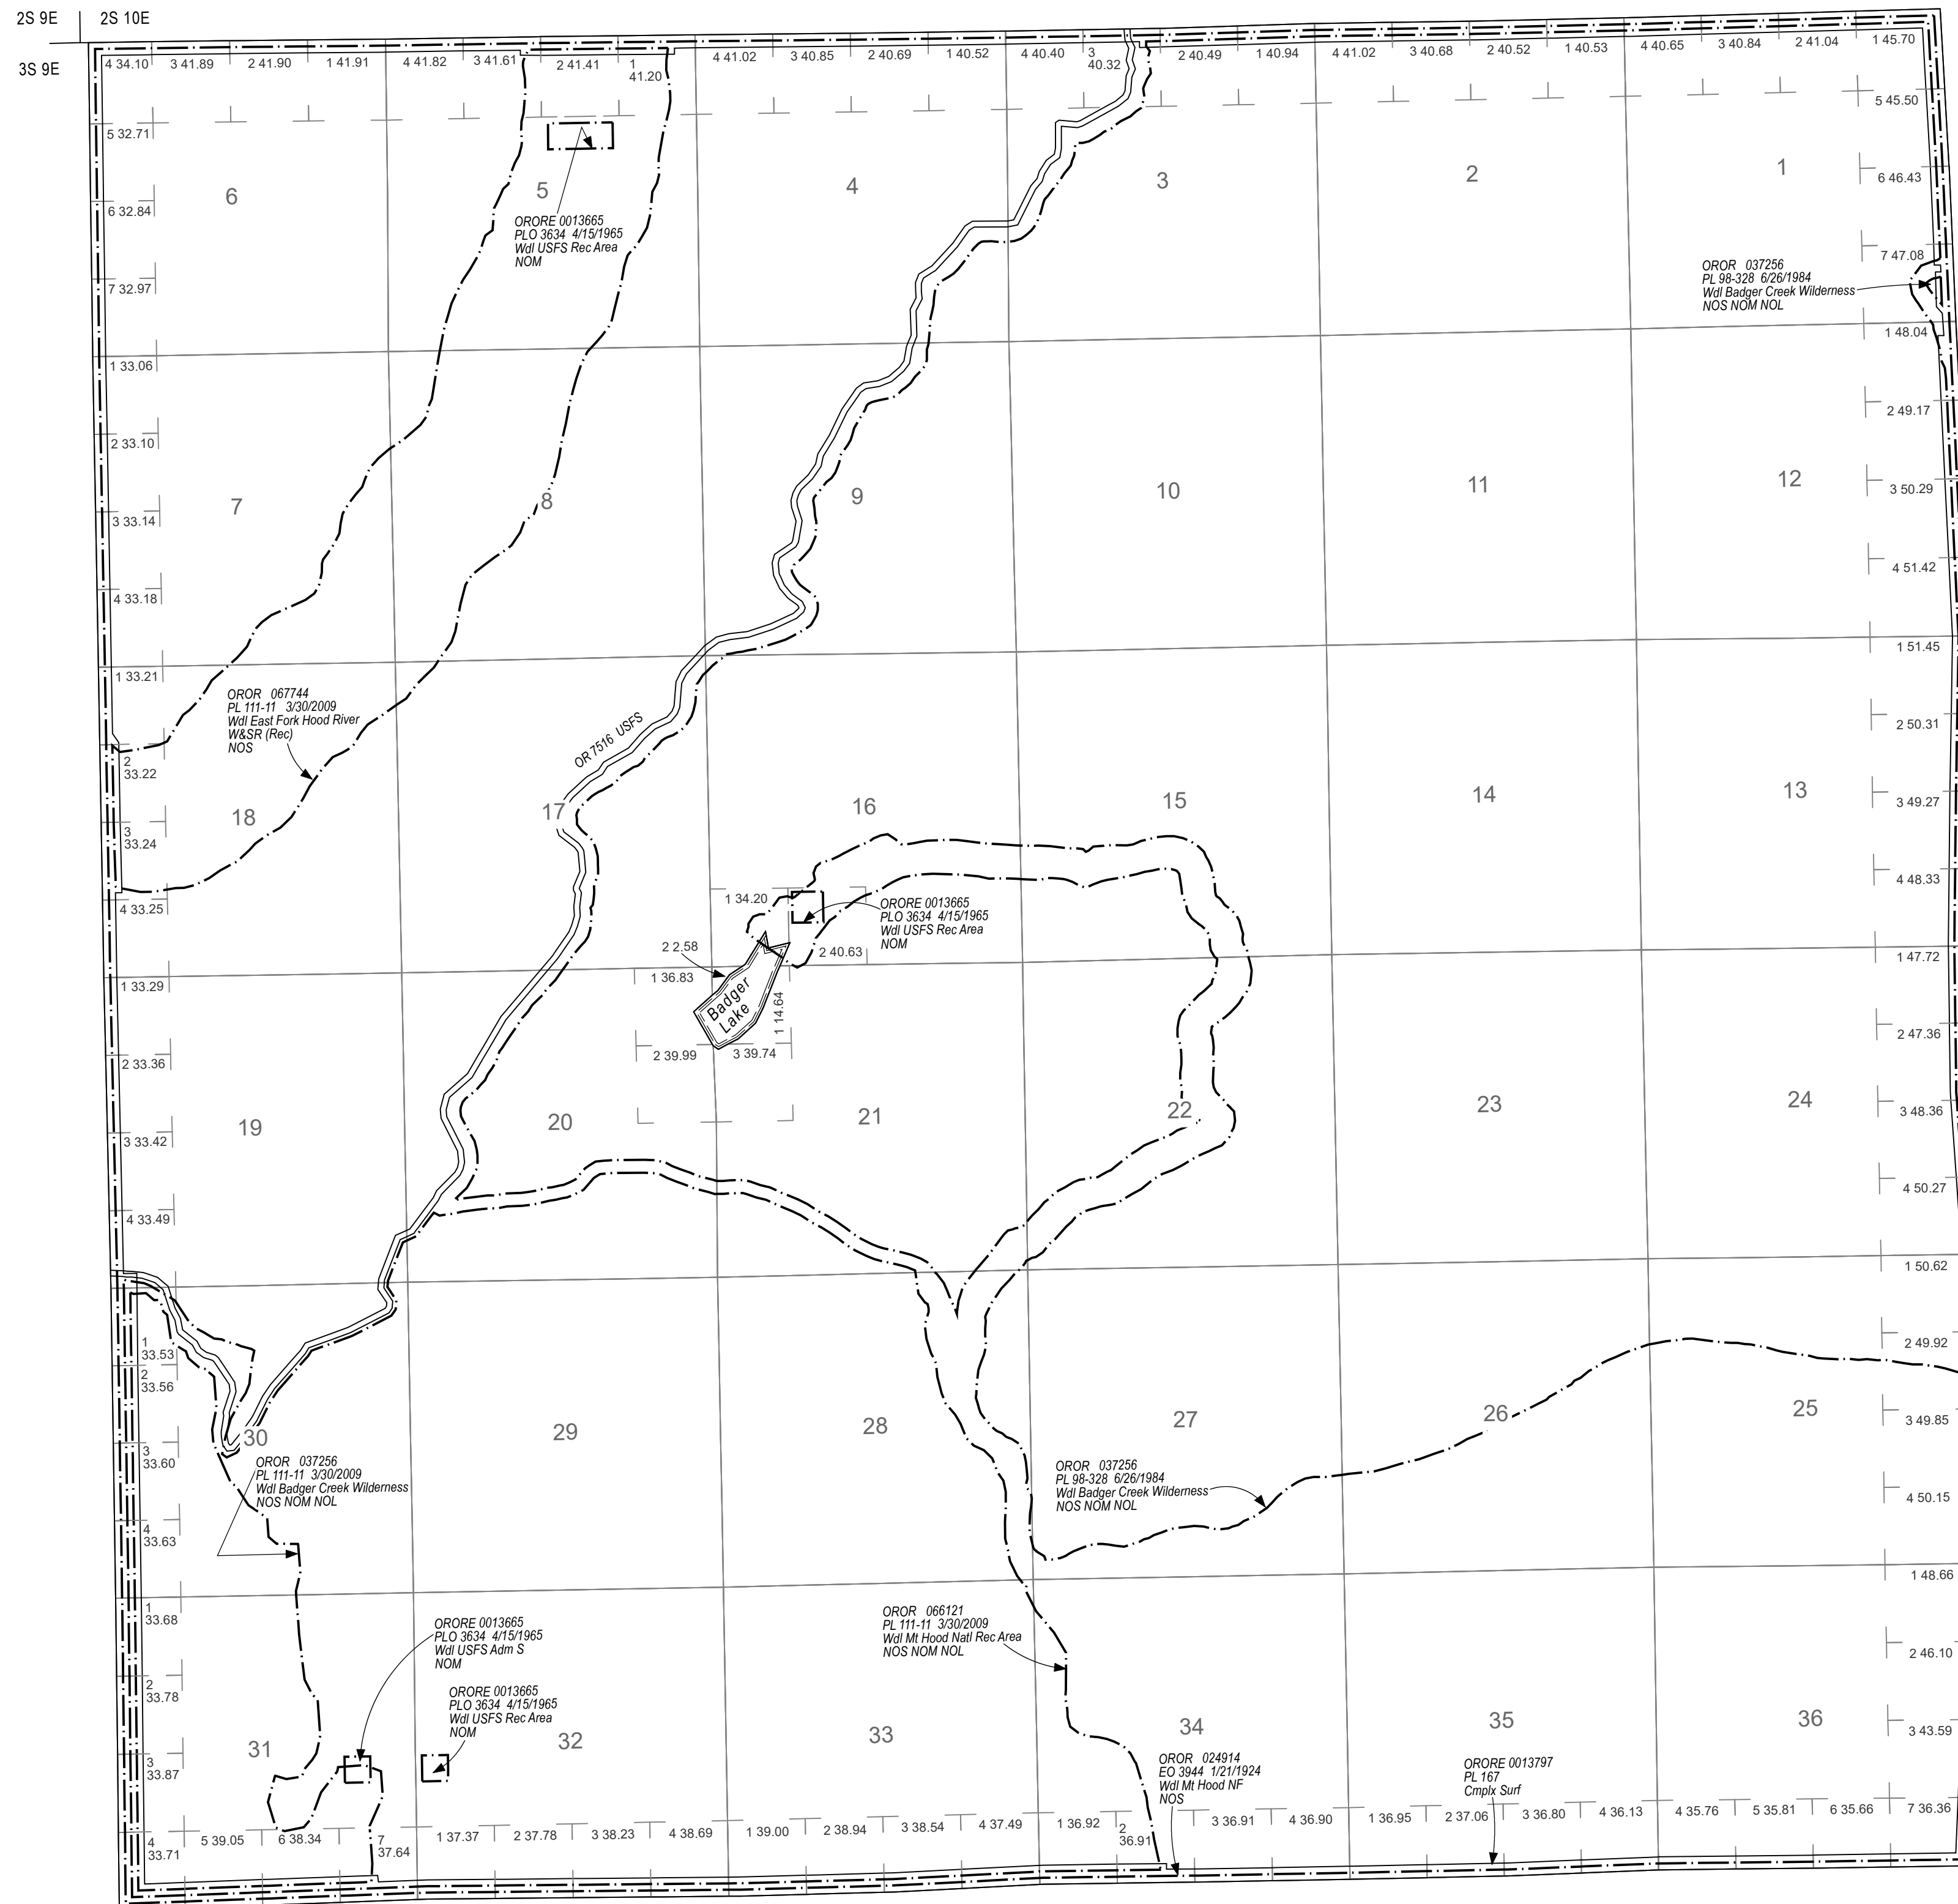 2S 9E 2S 10E
3S 9E
4 34.10 3 41.89 2 41.90 1 41.91 4 41.82 3 41.61 2 41.41 1 41.20 4 41.02 3 40.85 2 40.69 1 40.52 4 40.40 3 40.32 2 40.49 1 40.94 4 41.02 3 40.68 2 40.52 1 40.53 4 40.65 3 40.84 2 41.04 1 45.70
5 32.71 5 45.50
6 5 4 3 2 1
6 32.84 6 46.43
ORORE 0013665
PLO 3634 4/15/1965
Wdl USFS Rec Area
NOM
7 32.97 7 47.08
OROR 037256
PL 98-328 6/26/1984
Wdl Badger Creek Wilderness
NOS NOM NOL
1 33.06 1 48.04
2 33.10 2 49.17
7 8 9 10 11 12
3 33.14 3 50.29
4 33.18 4 51.42
1 33.21 1 51.45
OROR 067744
PL 111-11 3/30/2009
Wdl East Fork Hood River
W&SR (Rec)
NOS
OR 7516 USFS
2 33.22 2 50.31
18 17 16 15 14 13
3 33.24 3 49.27
4 33.25 4 48.33
1 34.20
ORORE 0013665
PLO 3634 4/15/1965
Wdl USFS Rec Area
NOM
2 2.58 2 40.63
1 33.29 1 36.83 1 47.72
Badger
Lake
1 14.64
2 33.36 2 39.99 3 39.74 2 47.36
19 20 21 22 23 24
3 33.42 3 48.36
4 33.49 4 50.27
1 50.62
1 33.53 2 49.92
2 33.56
30 29 28 27 26 25
3 33.60 3 49.85
OROR 037256
PL 111-11 3/30/2009
Wdl Badger Creek Wilderness
NOS NOM NOL
OROR 037256
PL 98-328 6/26/1984
Wdl Badger Creek Wilderness
NOS NOM NOL
4 33.63 4 50.15
1 33.68 1 48.66
ORORE 0013665
PLO 3634 4/15/1965
Wdl USFS Adm S
NOM
OROR 066121
PL 111-11 3/30/2009
Wdl Mt Hood Natl Rec Area
NOS NOM NOL
2 33.78 2 46.10
ORORE 0013665
PLO 3634 4/15/1965
Wdl USFS Rec Area
NOM
31 32 33 34 35 36
3 33.87 3 43.59
OROR 024914
EO 3944 1/21/1924
Wdl Mt Hood NF
NOS
ORORE 0013797
PL 167
Cmplx Surf
4 33.71 5 39.05 6 38.34 7 37.64 1 37.37 2 37.78 3 38.23 4 38.69 1 39.00 2 38.94 3 38.54 4 37.49 1 36.92 2 36.91 3 36.91 4 36.90 1 36.95 2 37.06 3 36.80 4 36.13 4 35.76 5 35.81 6 35.66 7 36.36